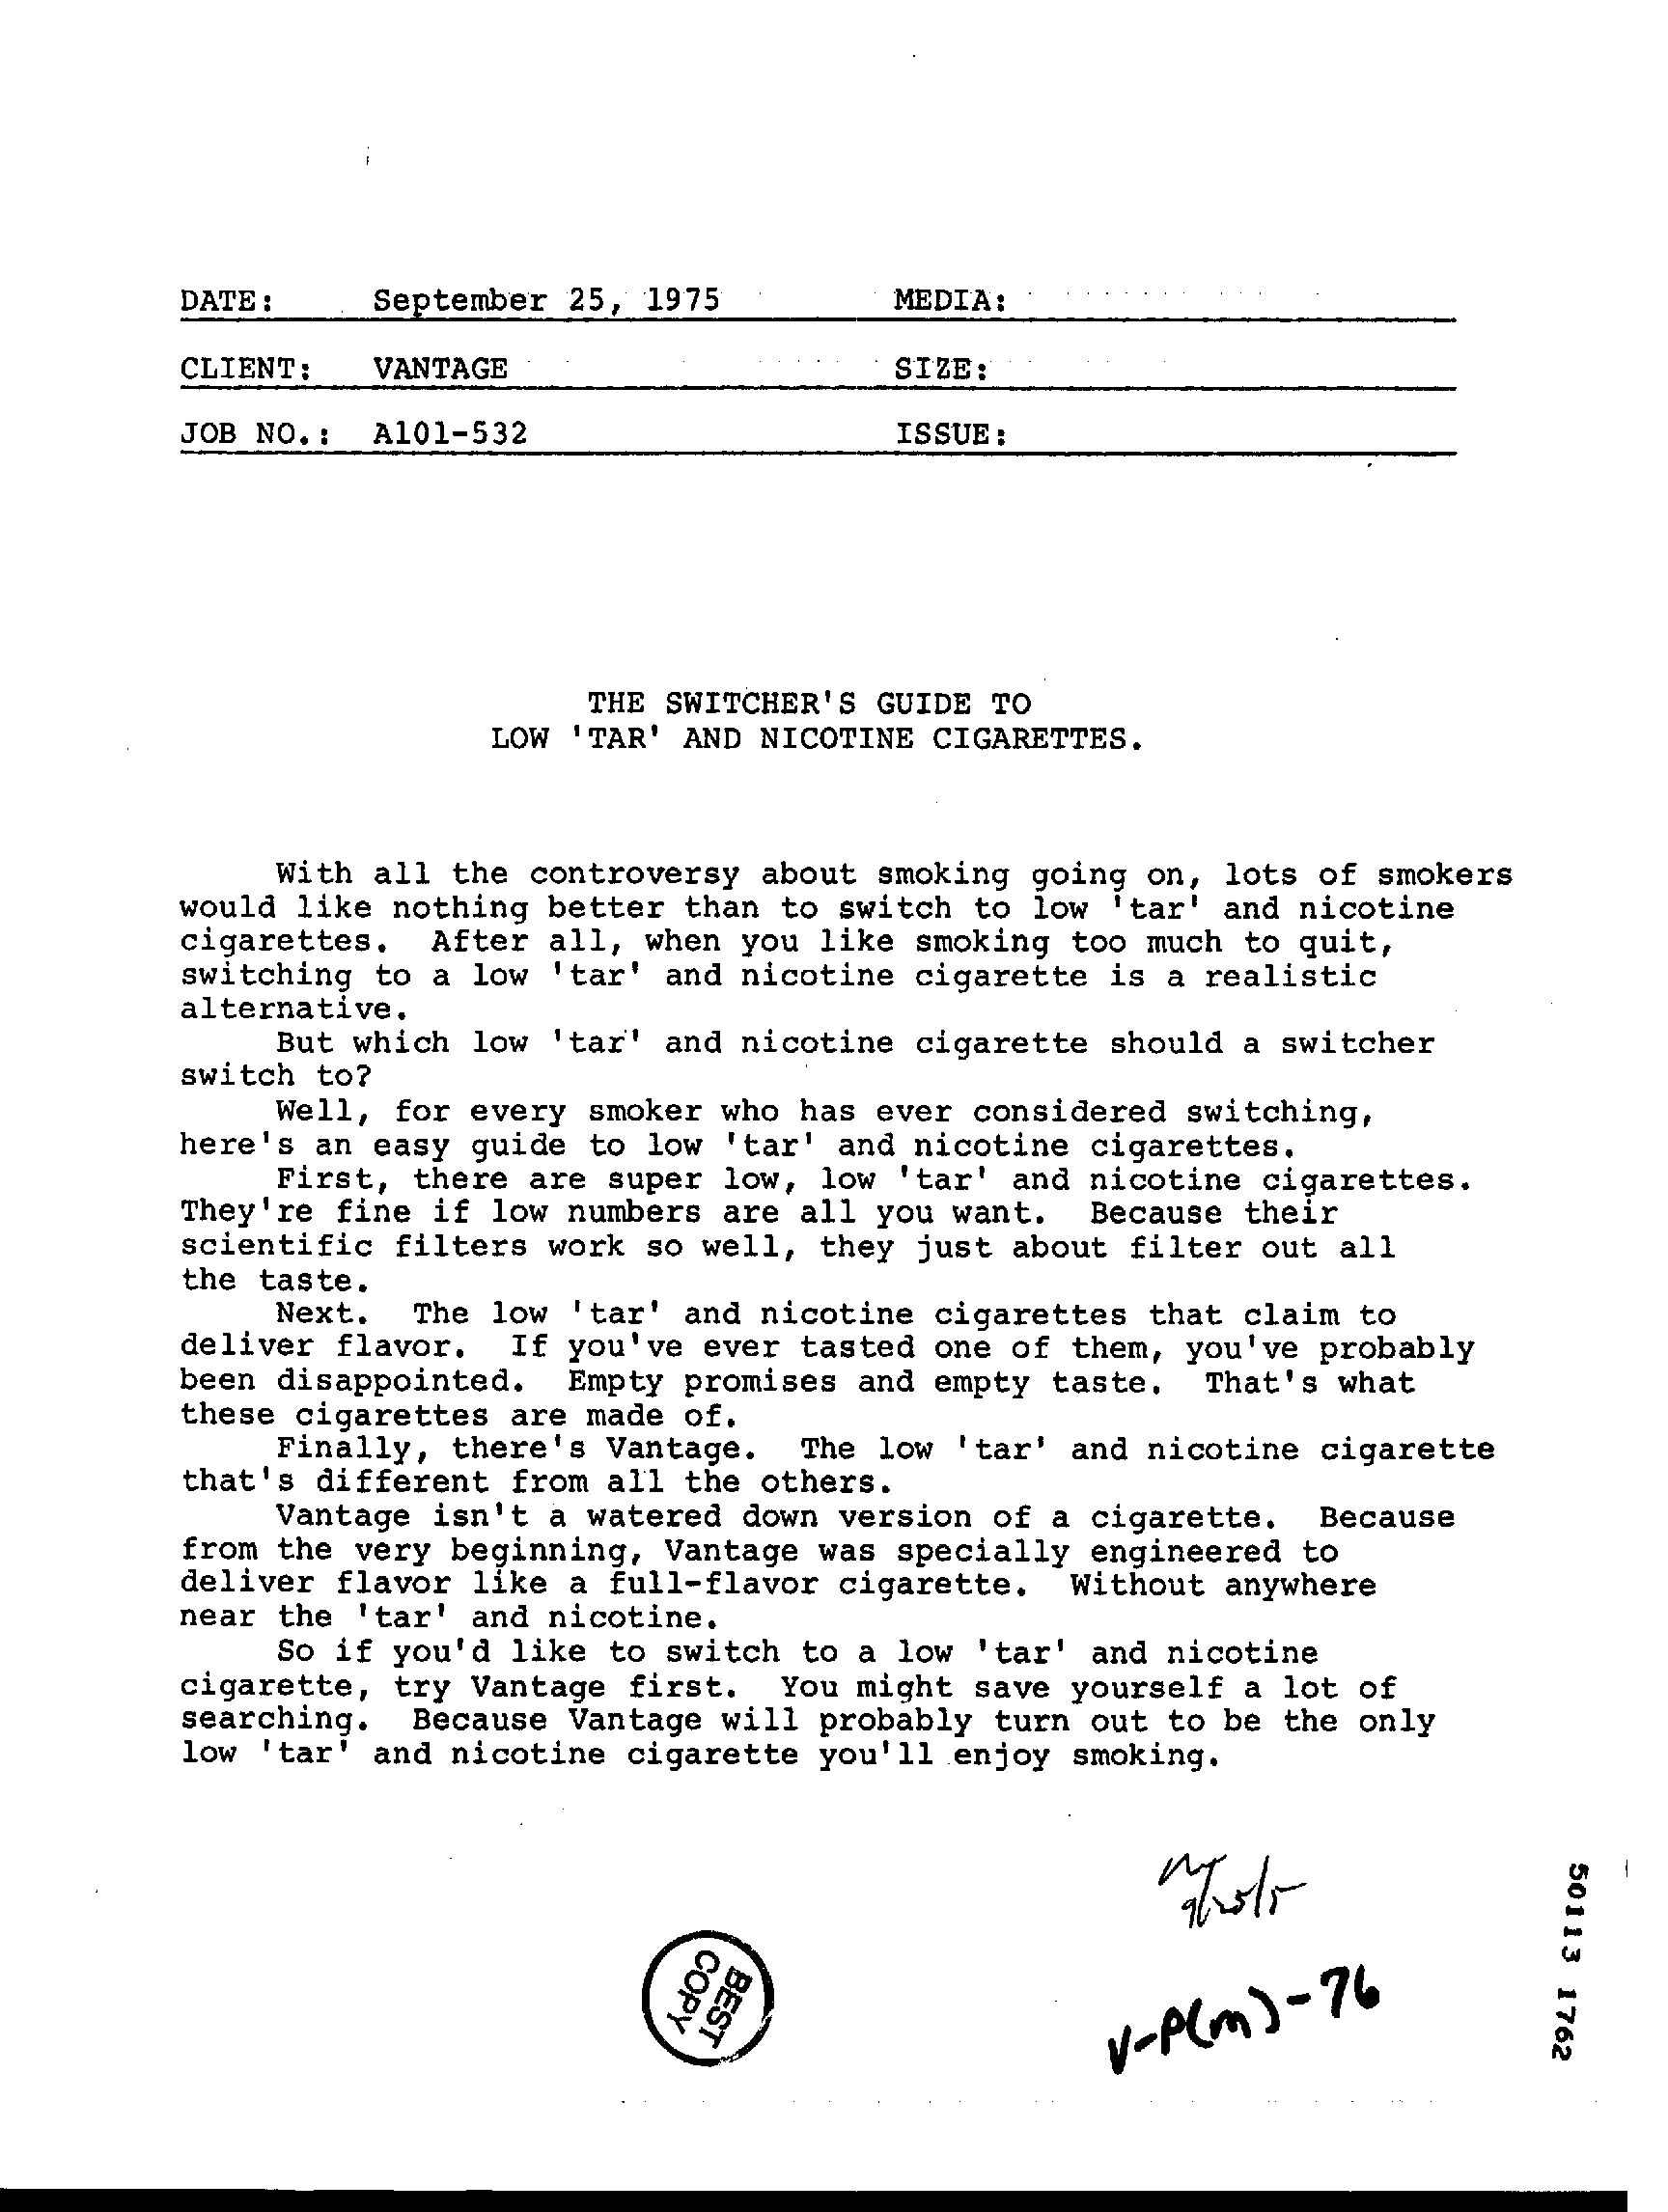 DATE: September 25, 1975 MEDIA:
CLIENT: VANTAGE SIZE:
JOB NO.: A101-532 ISSUE:
THE SWITCHER'S GUIDE TO
LOW 'TAR' AND NICOTINE CIGARETTES.
With all the controversy about smoking going on, lots of smokers
would like nothing better than to switch to low 'tar' and nicotine
cigarettes. After all, when you like smoking too much to quit,
switching to a low 'tar' and nicotine cigarette is a realistic
alternative.
But which low 'tar' and nicotine cigarette should a switcher
switch to?
Well, for every smoker who has ever considered switching,
here's an easy guide to low 'tar' and nicotine cigarettes.
First, there are super low, low 'tar' and nicotine cigarettes.
They're fine if low numbers are all you want. Because their
scientific filters work so well, they just about filter out all
the taste.
Next. The low 'tar' and nicotine cigarettes that claim to
deliver flavor. If you've ever tasted one of them, you've probably
been disappointed. Empty promises and empty taste. That's what
these cigarettes are made of.
Finally, there's Vantage. The low 'tar' and nicotine cigarette
that's different from all the others.
Vantage isn't a watered down version of a cigarette. Because
from the very beginning, Vantage was specially engineered to
deliver flavor like a full-flavor cigarette. Without anywhere
near the 'tar' and nicotine.
So if you'd like to switch to a low 'tar' and nicotine
cigarette, try Vantage first. You might save yourself a lot of
searching. Because Vantage will probably turn out to be the only
low 'tar' and nicotine cigarette you'll enjoy smoking.
BEST
COPY
V-P(m)-76
50113 1762